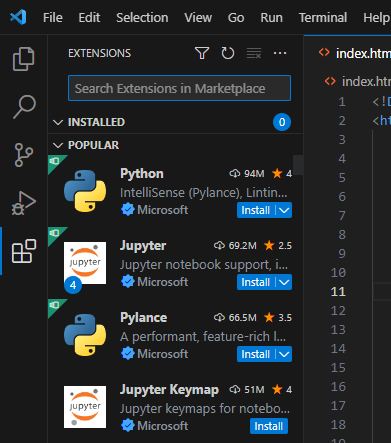 File Edit Selection View Go Run Terminal Help
EXTENSIONS
index.htm
Search Extensions in Marketplace
index.htm
INSTALLED 0
POPULAR
Python 94M 4
IntelliSense (Pylance), Lintin...
Microsoft Install
Jupyter 69.2M 2.5
jupyter
4
Jupyter notebook support, i...
Microsoft Install
Pylance 66.5M 3.5
A performant, feature-rich l...
Microsoft Install
Jupyter Keymap 51M 4
jupyter
Jupyter keymaps for notebo...
Microsoft Install
1 <!D
2 <ht
3
4
5
6
7
8
9
10
11
12
13
14
15
16
17
18